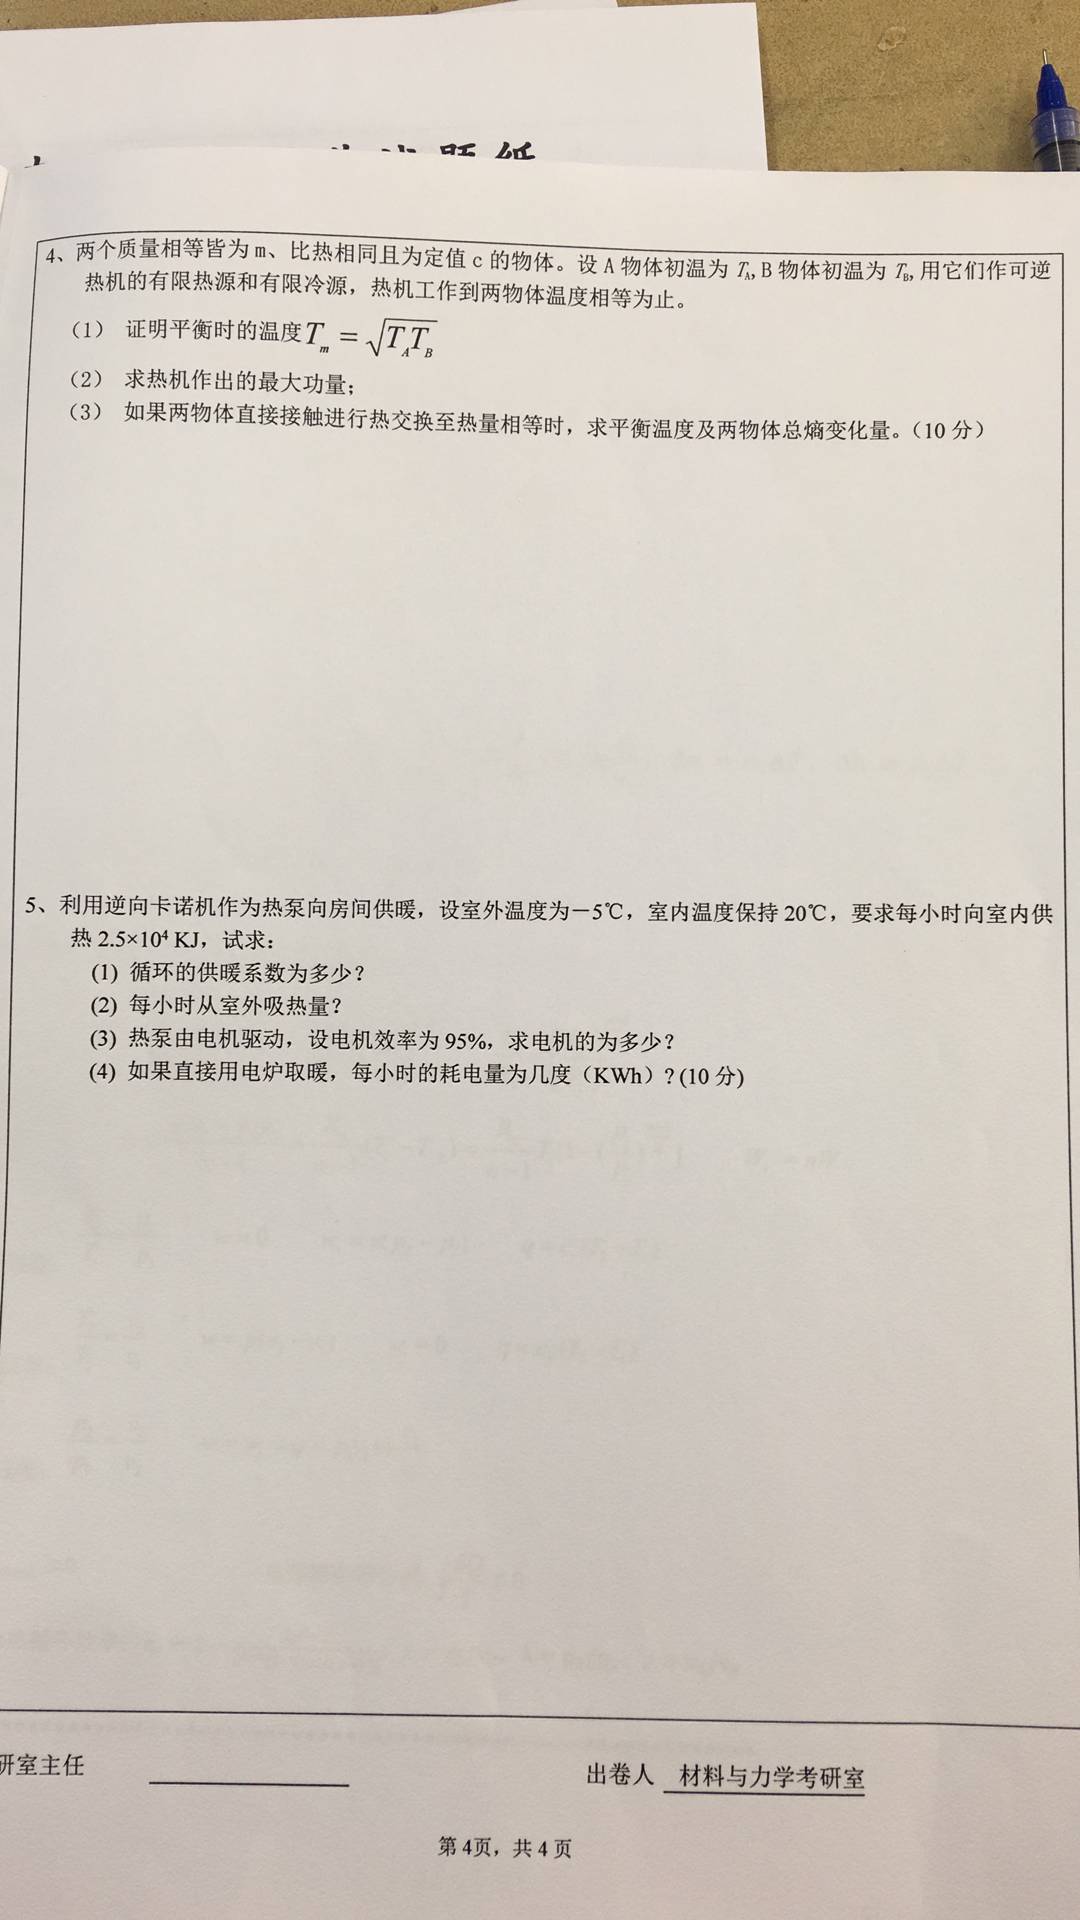 题纸
4、两个质量相等皆为 m、比热相同且为定值 c 的物体。设 A 物体初温为 T_A, B 物体初温为 T_B, 用它们作可逆
热机的有限热源和有限冷源，热机工作到两物体温度相等为止。
（1） 证明平衡时的温度 T_m = √(T_A T_B)
（2） 求热机作出的最大功量；
（3） 如果两物体直接接触进行热交换至热量相等时，求平衡温度及两物体总熵变化量。（10 分）
5、利用逆向卡诺机作为热泵向房间供暖，设室外温度为－5℃，室内温度保持 20℃，要求每小时向室内供
热 2.5×10⁴ KJ，试求：
(1) 循环的供暖系数为多少？
(2) 每小时从室外吸热量？
(3) 热泵由电机驱动，设电机效率为 95%，求电机的为多少？
(4) 如果直接用电炉取暖，每小时的耗电量为几度（KWh）? (10 分)
研室主任
出卷人 材料与力学考研室
第 4页，共 4 页